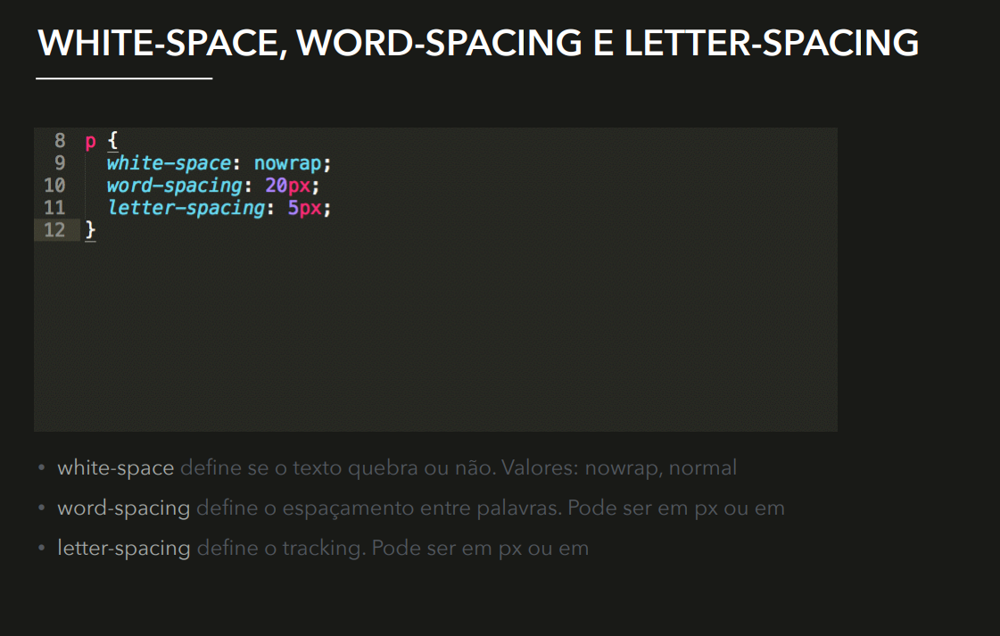 WHITE-SPACE, WORD-SPACING E LETTER-SPACING
8 p {
9 white-space: nowrap;
10 word-spacing: 20px;
11 letter-spacing: 5px;
12 }
• white-space define se o texto quebra ou não. Valores: nowrap, normal
• word-spacing define o espaçamento entre palavras. Pode ser em px ou em
• letter-spacing define o tracking. Pode ser em px ou em